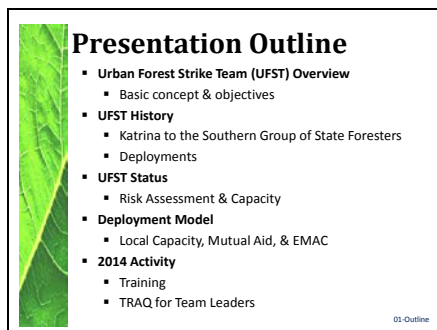 Presentation Outline
▪ Urban Forest Strike Team (UFST) Overview
▪ Basic concept & objectives
▪ UFST History
▪ Katrina to the Southern Group of State Foresters
▪ Deployments
▪ UFST Status
▪ Risk Assessment & Capacity
▪ Deployment Model
▪ Local Capacity, Mutual Aid, & EMAC
▪ 2014 Activity
▪ Training
▪ TRAQ for Team Leaders
01-Outline